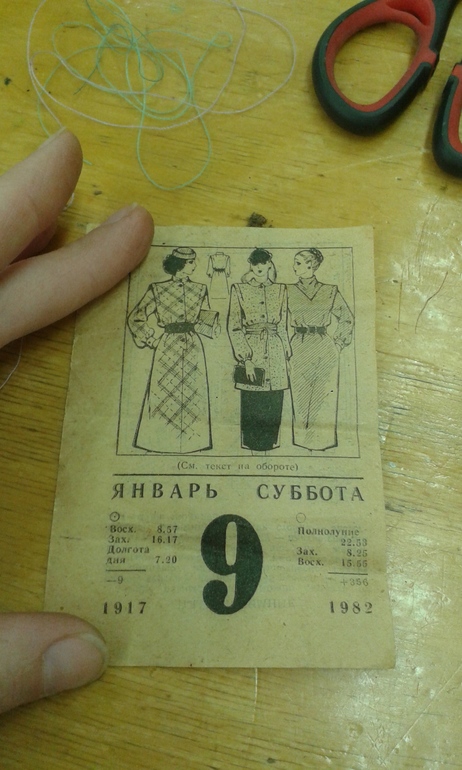 (См. текст на обороте)
ЯНВАРЬ СУББОТА
Восх. 8.57
Зах. 16.17
Долгота
дня 7.20
—9
1917
9
Полнолуние
22.53
Зах. 8.25
Восх. 15.55
+356
1982